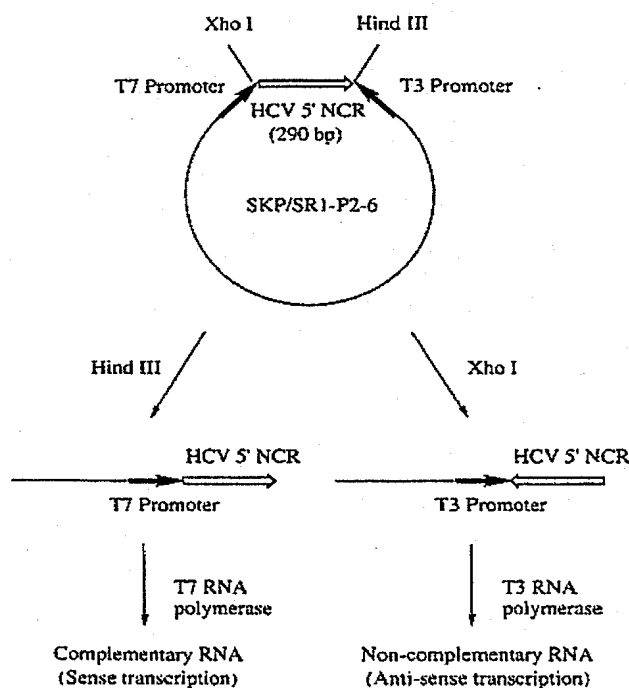 Xho I
Hind III
T7 Promoter
T3 Promoter
HCV 5' NCR
(290 bp)
SKP/SR1-P2-6
Hind III
Xho I
HCV 5' NCR
HCV 5' NCR
T7 Promoter
T3 Promoter
T7 RNA
polymerase
T3 RNA
polymerase
Complementary RNA
(Sense transcription)
Non-complementary RNA
(Anti-sense transcription)